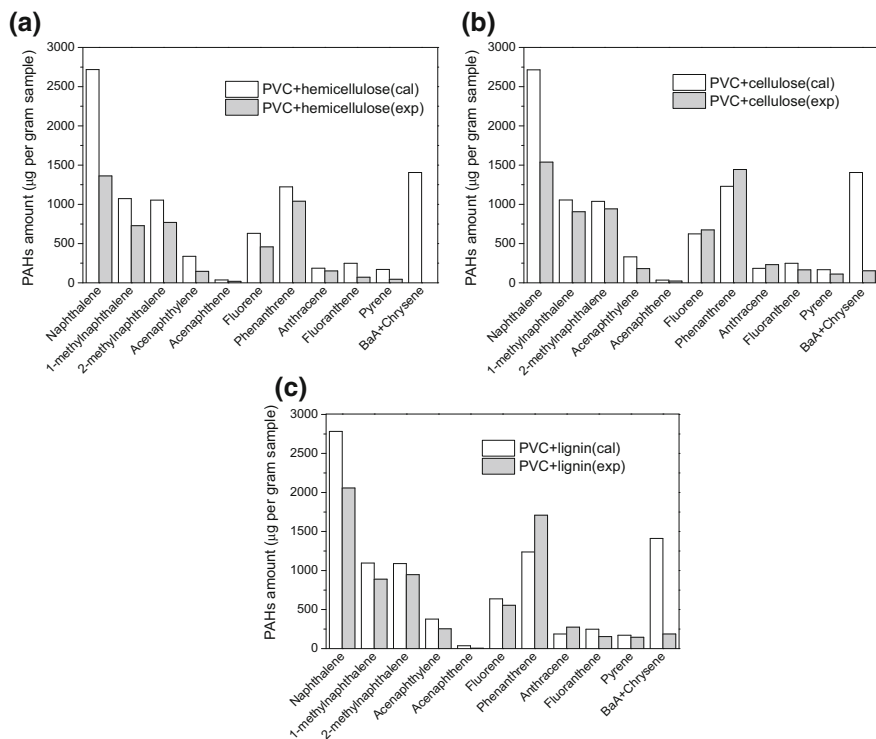 (a)
3000
2500
2000
1500
1000
500
0
PAHs amount (µg per gram sample)
PVC+hemicellulose(cal)
PVC+hemicellulose(exp)
Naphthalene
1-methylnaphthalene
2-methylnaphthalene
Acenaphthylene
Acenaphthene
Fluorene
Phenanthrene
Anthracene
Fluoranthene
Pyrene
BaA+Chrysene
(b)
3000
2500
2000
1500
1000
500
0
PAHs amount (µg per gram sample)
PVC+cellulose(cal)
PVC+cellulose(exp)
Naphthalene
1-methylnaphthalene
2-methylnaphthalene
Acenaphthylene
Acenaphthene
Fluorene
Phenanthrene
Anthracene
Fluoranthene
Pyrene
BaA+Chrysene
(c)
3000
2500
2000
1500
1000
500
0
PAHs amount (µg per gram sample)
PVC+lignin(cal)
PVC+lignin(exp)
Naphthalene
1-methylnaphthalene
2-methylnaphthalene
Acenaphthylene
Acenaphthene
Fluorene
Phenanthrene
Anthracene
Fluoranthene
Pyrene
BaA+Chrysene